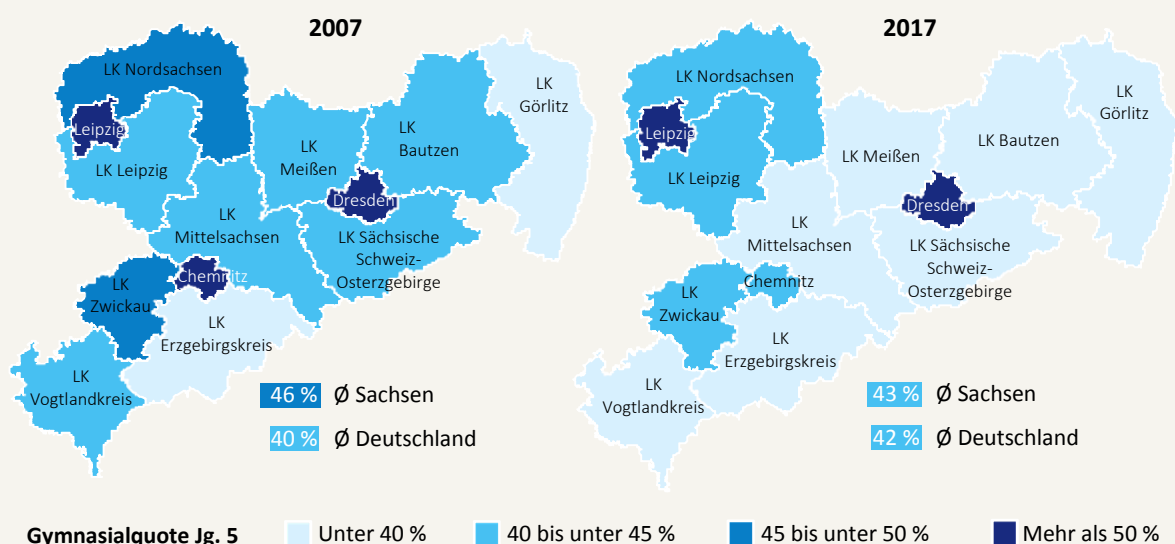 2007
LK Nordsachsen
Leipzig
LK Leipzig
LK
Meißen
LK
Bautzen
LK
Görlitz
Dresden
LK
Mittelsachsen
LK Sächsische
Schweiz-
Osterzgebirge
Chemnitz
LK
Zwickau
LK
Erzgebirgskreis
LK
Vogtlandkreis
46 % Ø Sachsen
40 % Ø Deutschland
2017
LK Nordsachsen
Leipzig
LK Leipzig
LK Meißen
LK Bautzen
LK
Görlitz
Dresden
LK
Mittelsachsen
LK Sächsische
Schweiz-
Osterzgebirge
Chemnitz
LK
Zwickau
LK
Erzgebirgskreis
LK
Vogtlandkreis
43 % Ø Sachsen
42 % Ø Deutschland
Gymnasialquote Jg. 5 Unter 40 % 40 bis unter 45 % 45 bis unter 50 % Mehr als 50 %